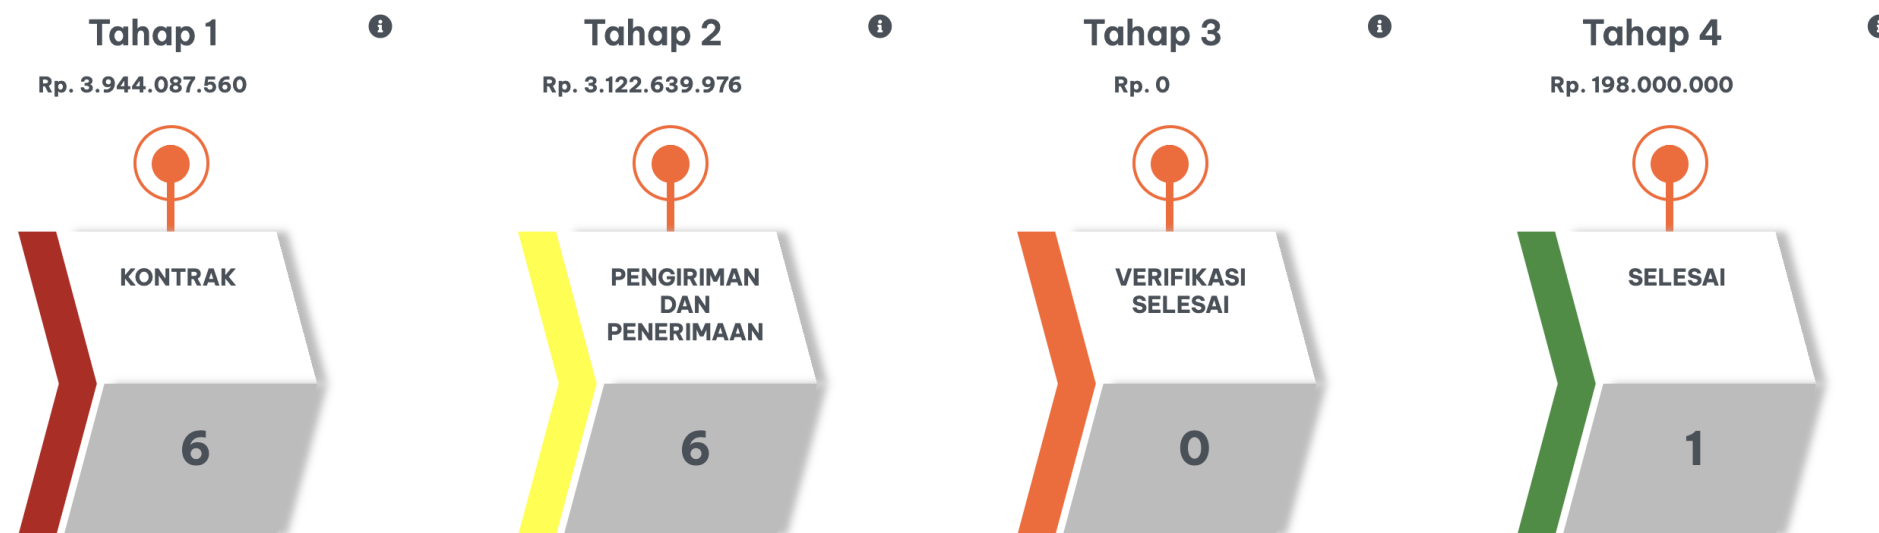 Tahap 1
Rp. 3.944.087.560
KONTRAK
6
Tahap 2
Rp. 3.122.639.976
PENGIRIMAN
DAN
PENERIMAAN
6
Tahap 3
Rp. 0
VERIFIKASI
SELESAI
0
Tahap 4
Rp. 198.000.000
SELESAI
1